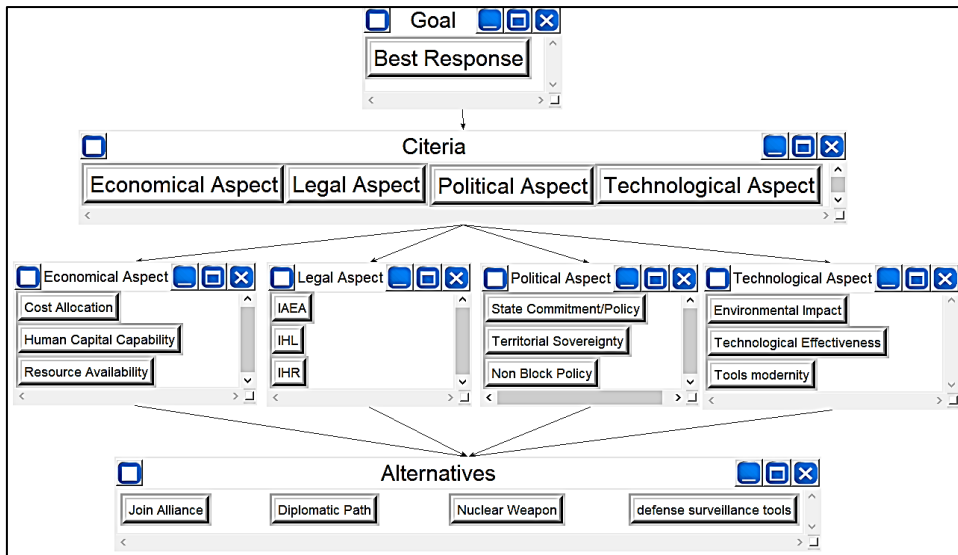 Goal
Best Response
Citeria
Economical Aspect Legal Aspect Political Aspect Technological Aspect
Economical Aspect Legal Aspect Political Aspect Technological Aspect
Cost Allocation IAEA State Commitment/Policy Environmental Impact
Human Capital Capability IHL Territorial Sovereignty Technological Effectiveness
Resource Availability IHR Non Block Policy Tools modernity
Alternatives
Join Alliance Diplomatic Path Nuclear Weapon defense surveillance tools